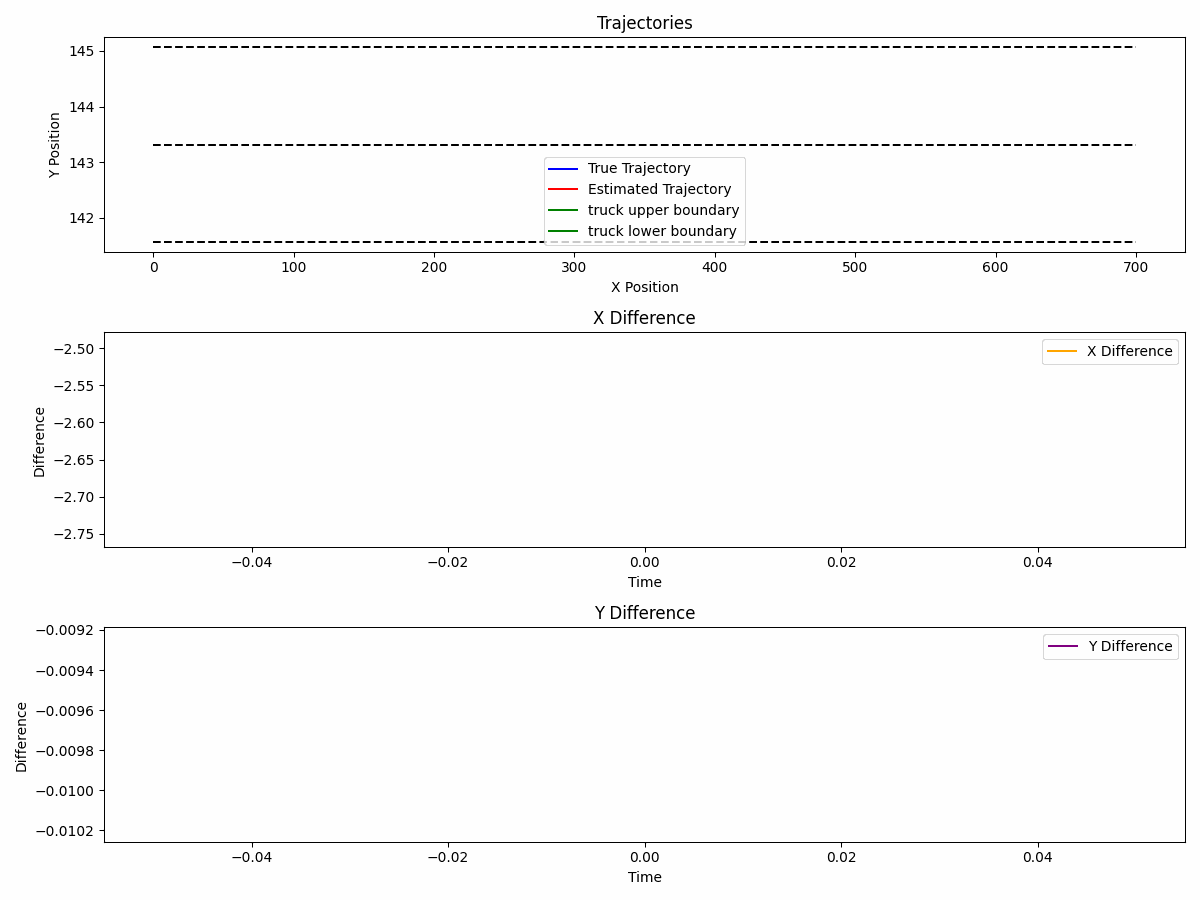 Trajectories
145
144
143
142
Y Position
True Trajectory
Estimated Trajectory
truck upper boundary
truck lower boundary
0 100 200 300 400 500 600 700
X Position
X Difference
−2.50
−2.55
−2.60
−2.65
−2.70
−2.75
Difference
X Difference
−0.04 −0.02 0.00 0.02 0.04
Time
Y Difference
−0.0092
−0.0094
−0.0096
−0.0098
−0.0100
−0.0102
Difference
Y Difference
−0.04 −0.02 0.00 0.02 0.04
Time